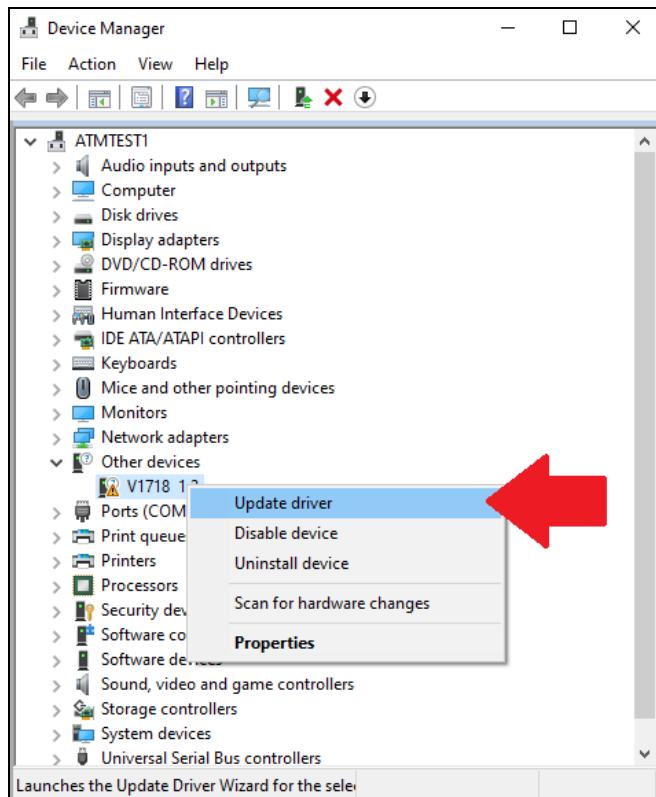 Device Manager
File Action View Help
ATMTEST1
Audio inputs and outputs
Computer
Disk drives
Display adapters
DVD/CD-ROM drives
Firmware
Human Interface Devices
IDE ATA/ATAPI controllers
Keyboards
Mice and other pointing devices
Monitors
Network adapters
Other devices
V1718
Update driver
Disable device
Uninstall device
Scan for hardware changes
Properties
Ports (COM
Print queue
Printers
Processors
Security dev
Software co
Software
Sound, video and game controllers
Storage controllers
System devices
Universal Serial Bus controllers
Launches the Update Driver Wizard for the sele